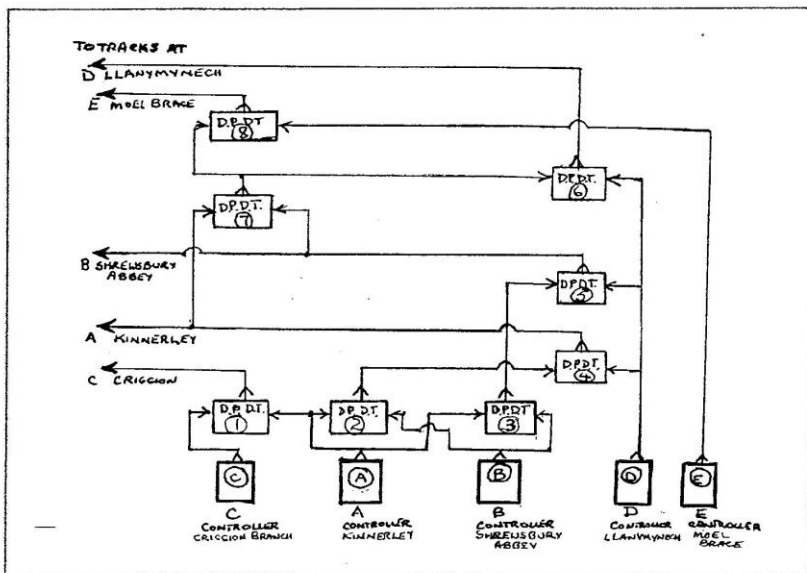 TO TRACKS AT
D LLANYMYNECH
E MOEL BRACE
D.P.D.T.
8
D.P.D.T.
6
D.P.D.T.
7
B SHREWSBURY
ABBEY
D.P.D.T.
5
A KINNERLEY
D.P.D.T.
4
C CRIGGION
D.P.D.T.
1
D.P.D.T.
2
D.P.D.T
3
C
A
B
D
E
C
CONTROLLER
CRIGGION BRANCH
A
CONTROLLER
KINNERLEY
B
CONTROLLER
SHREWSBURY
ABBEY
D
CONTROLLER
LLANYMYNECH
E
CONTROLLER
MOEL
BRACE